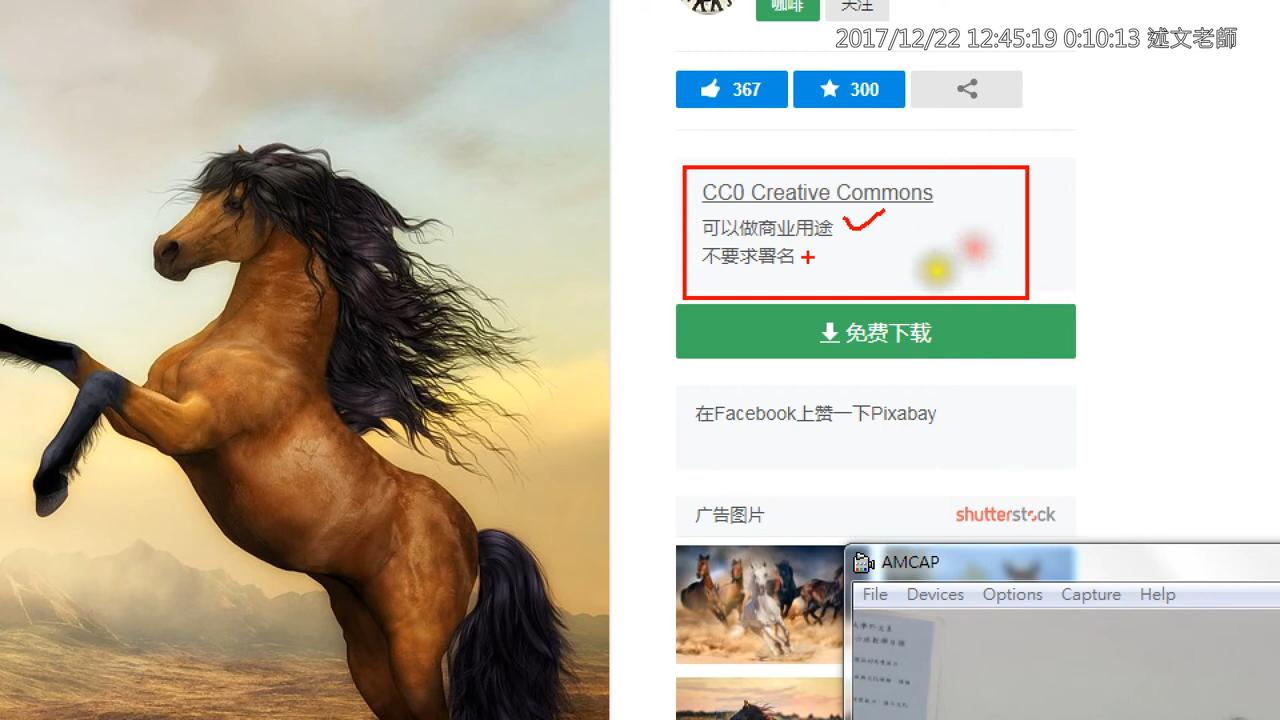 咖啡 关注
2017/12/22 12:45:19 0:10:13 述文老師
367 300
CC0 Creative Commons
可以做商业用途
不要求署名
免费下载
在Facebook上赞一下Pixabay
广告图片 shutterstock
AMCAP
File Devices Options Capture Help